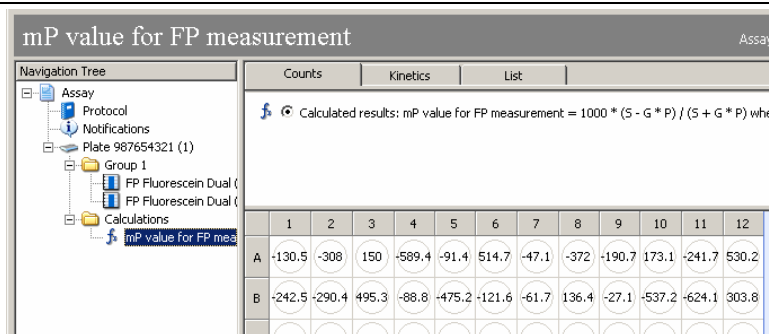 mP value for FP measurement
Assay
Navigation Tree
Assay
Protocol
Notifications
Plate 987654321 (1)
Group 1
FP Fluorescein Dual (
FP Fluorescein Dual (
Calculations
mP value for FP mea
Counts Kinetics List
Calculated results: mP value for FP measurement = 1000 * (S - G * P) / (S + G * P) whe
1 2 3 4 5 6 7 8 9 10 11 12
A -130.5 -308 150 -589.4 -91.4 514.7 -47.1 -372 -190.7 173.1 -241.7 530.2
B -242.5 -290.4 495.3 -88.8 -475.2 -121.6 -61.7 136.4 -27.1 -537.2 -624.1 303.8